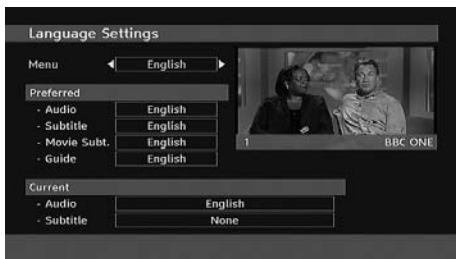 Language Settings
Menu English
Preferred
- Audio English
- Subtitle English
- Movie Subt. English
- Guide English
1 BBC ONE
Current
- Audio English
- Subtitle None